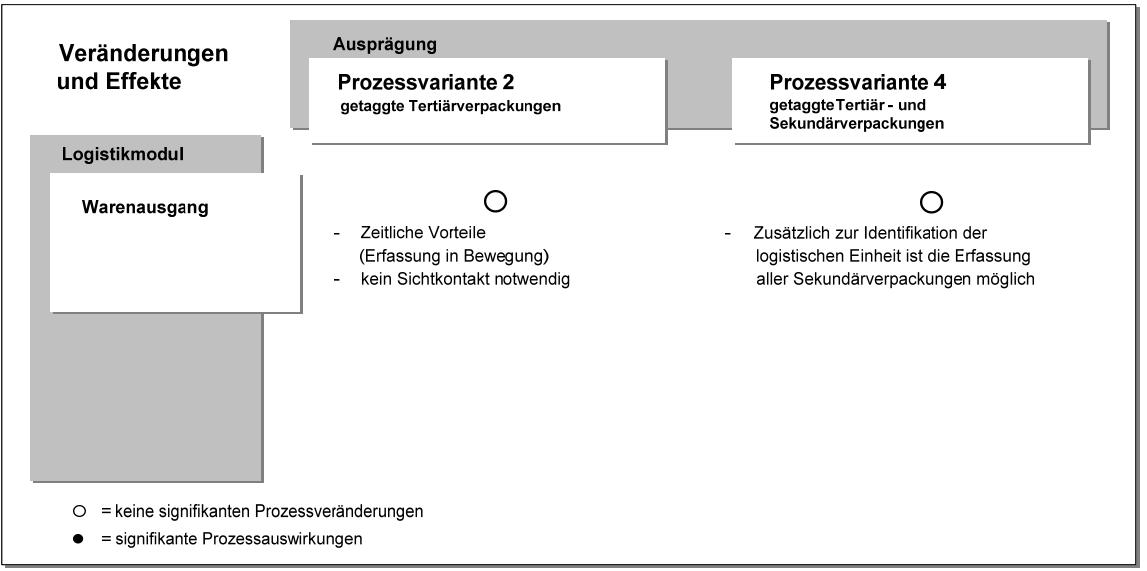 Veränderungen
und Effekte
Ausprägung
Prozessvariante 2
getaggte Tertiärverpackungen
Prozessvariante 4
getaggteTertiär - und
Sekundärverpackungen
Logistikmodul
Warenausgang
- Zeitliche Vorteile
(Erfassung in Bewegung)
- kein Sichtkontakt notwendig
- Zusätzlich zur Identifikation der
logistischen Einheit ist die Erfassung
aller Sekundärverpackungen möglich
= keine signifikanten Prozessveränderungen
= signifikante Prozessauswirkungen